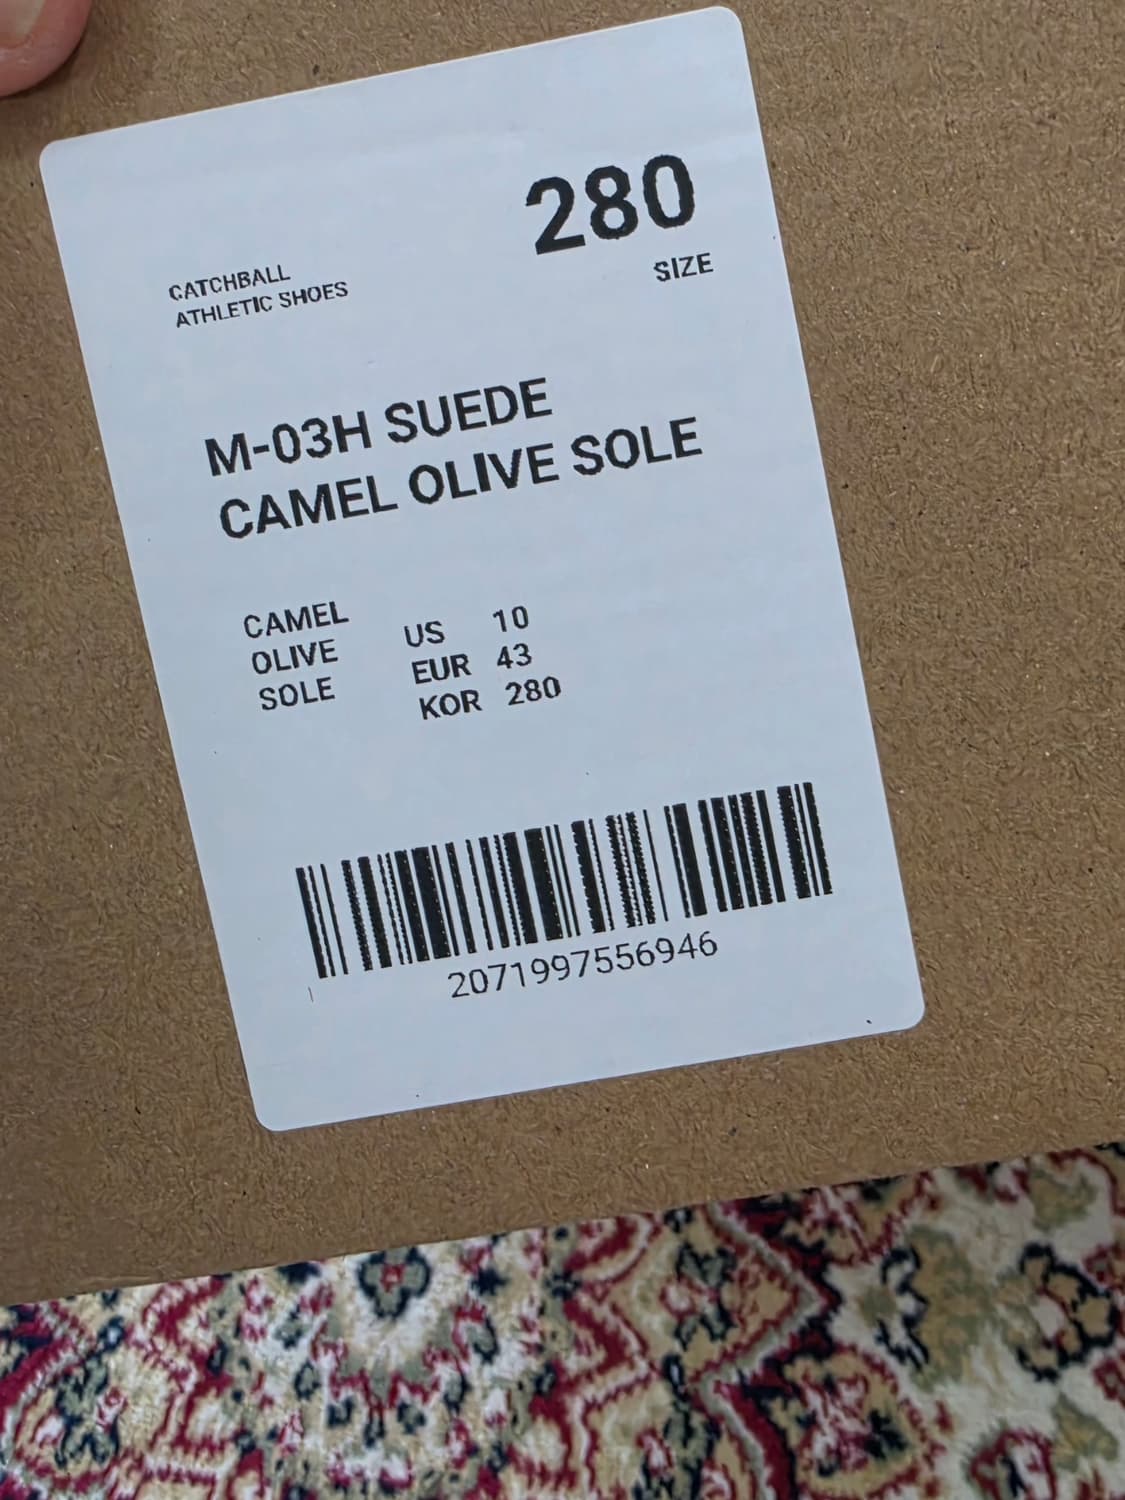 280
SIZE
CATCHBALL
ATHLETIC SHOES
M-03H SUEDE
CAMEL OLIVE SOLE
CAMEL
OLIVE
SOLE
US 10
EUR 43
KOR 280
2071997556946